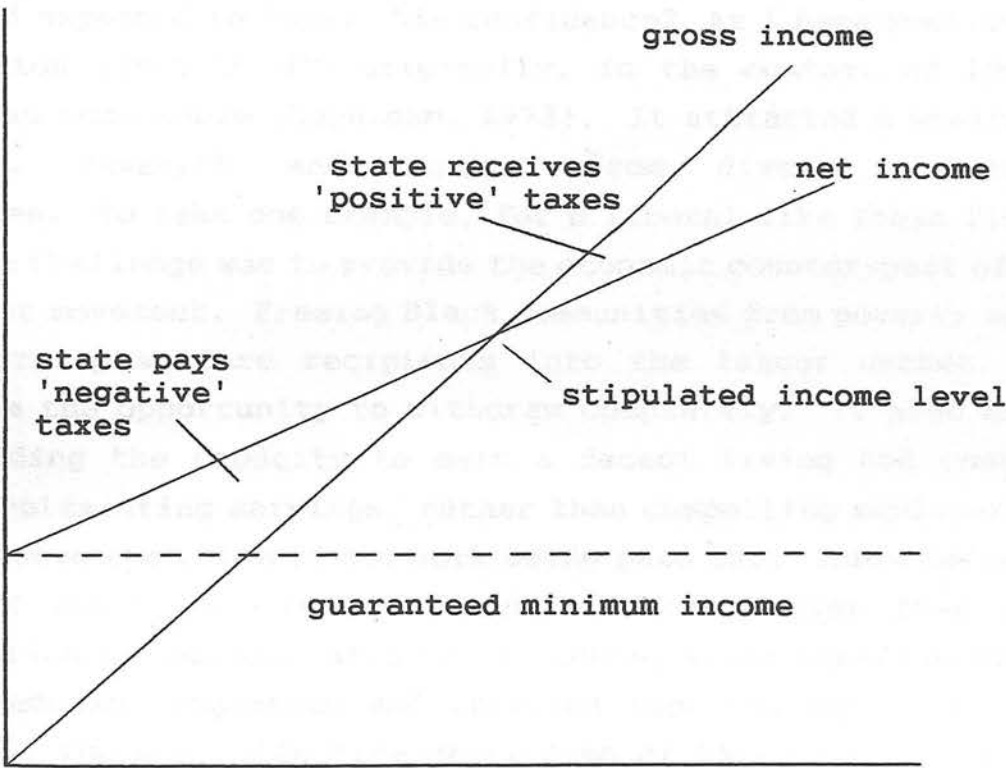 gross income
'state receives
'positive' taxes
net income
state pays
'negative'
taxes
stipulated income level
guaranteed minimum income